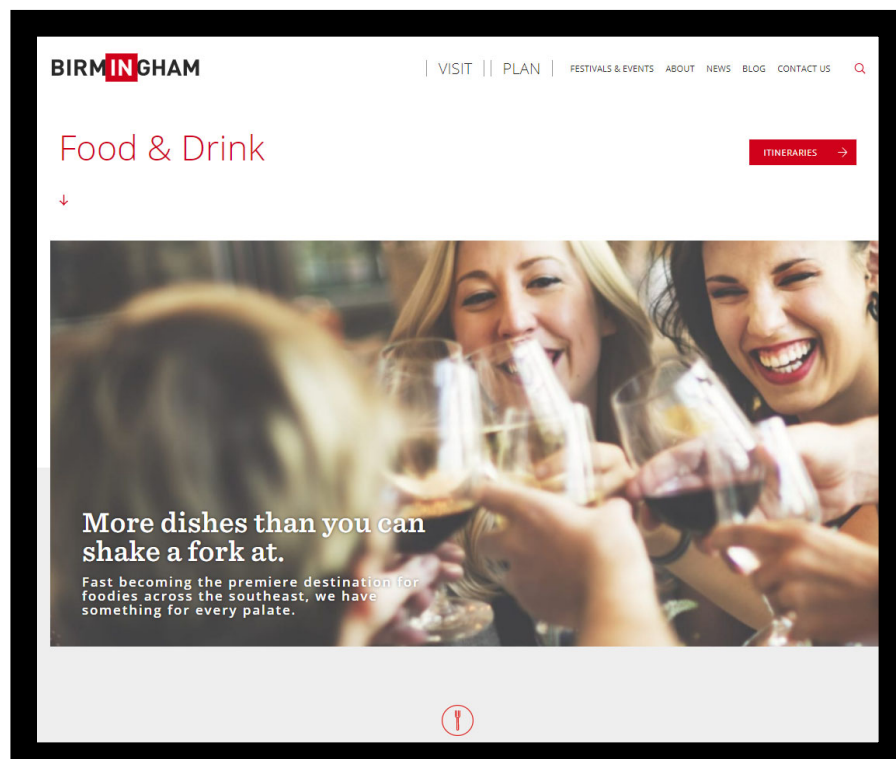 BIRMINGHAM
VISIT PLAN FESTIVALS & EVENTS ABOUT NEWS BLOG CONTACT US
Food & Drink
ITINERARIES
More dishes than you can
shake a fork at.
Fast becoming the premiere destination for
foodies across the southeast, we have
something for every palate.